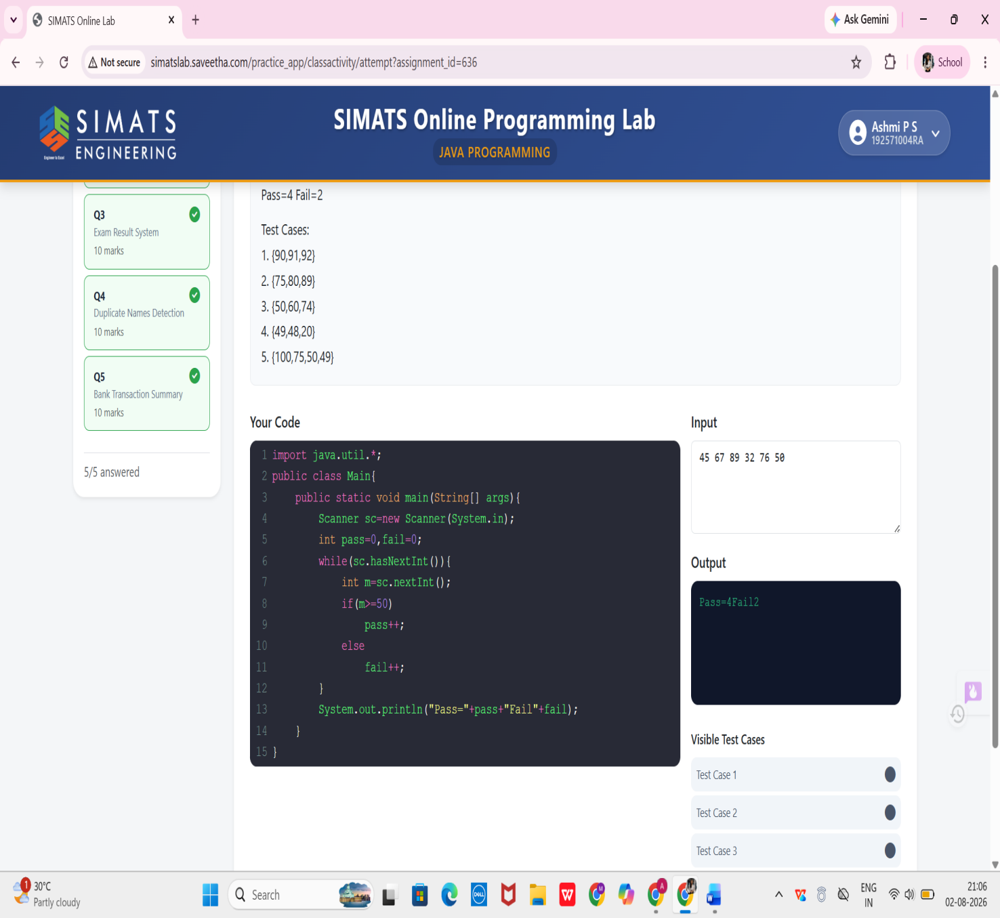 SIMATS Online Lab
Ask Gemini
Not secure
simatslab.saveetha.com/practice_app/classactivity/attempt?assignment_id=636
School
SIMATS
ENGINEERING
Engineer to Excel
SIMATS Online Programming Lab
JAVA PROGRAMMING
Ashmi P S
192571004RA
Q3
Exam Result System
10 marks
Q4
Duplicate Names Detection
10 marks
Q5
Bank Transaction Summary
10 marks
5/5 answered
Pass=4 Fail=2
Test Cases:
1. {90,91,92}
2. {75,80,89}
3. {50,60,74}
4. {49,48,20}
5. {100,75,50,49}
Your Code
1 import java.util.*;
2 public class Main{
3 public static void main(String[] args){
4 Scanner sc=new Scanner(System.in);
5 int pass=0,fail=0;
6 while(sc.hasNextInt()){
7 int m=sc.nextInt();
8 if(m>=50)
9 pass++;
10 else
11 fail++;
12 }
13 System.out.println("Pass="+pass+"Fail"+fail);
14 }
15 }
Input
45 67 89 32 76 50
Output
Pass=4Fail2
Visible Test Cases
Test Case 1
Test Case 2
Test Case 3
1
30°C
Partly cloudy
Search
DELL
W
M
A
W
ENG
IN
21:06
02-08-2026